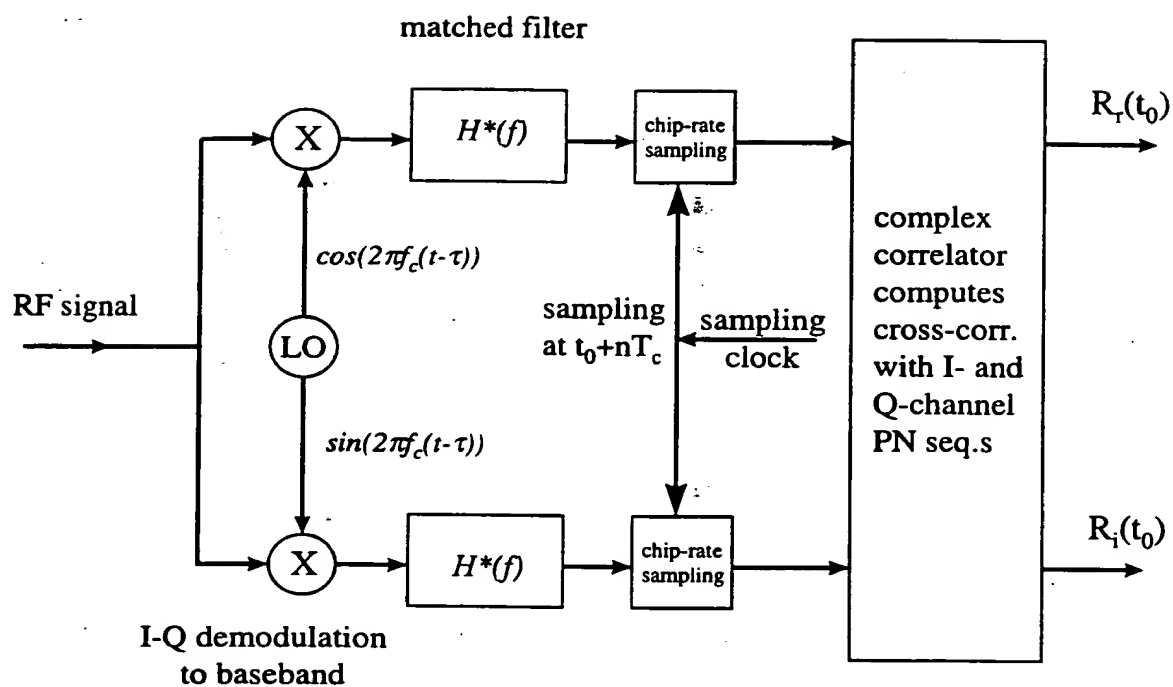 matched filter
X
H*(f)
chip-rate
sampling
R_r(t_0)
cos(2πf_c(t-τ))
RF signal
LO
sampling
at t_0+nT_c
sampling
clock
complex
correlator
computes
cross-corr.
with I- and
Q-channel
PN seq.s
sin(2πf_c(t-τ))
X
H*(f)
chip-rate
sampling
R_i(t_0)
I-Q demodulation
to baseband